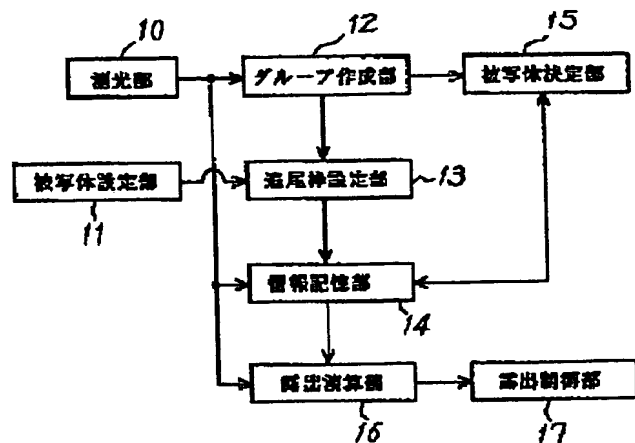 10
12
15
測光部
グループ作成部
被写体決定部
被写体設定部
追尾枠設定部
13
11
情報記憶部
14
露出演算部
露出制御部
16
17